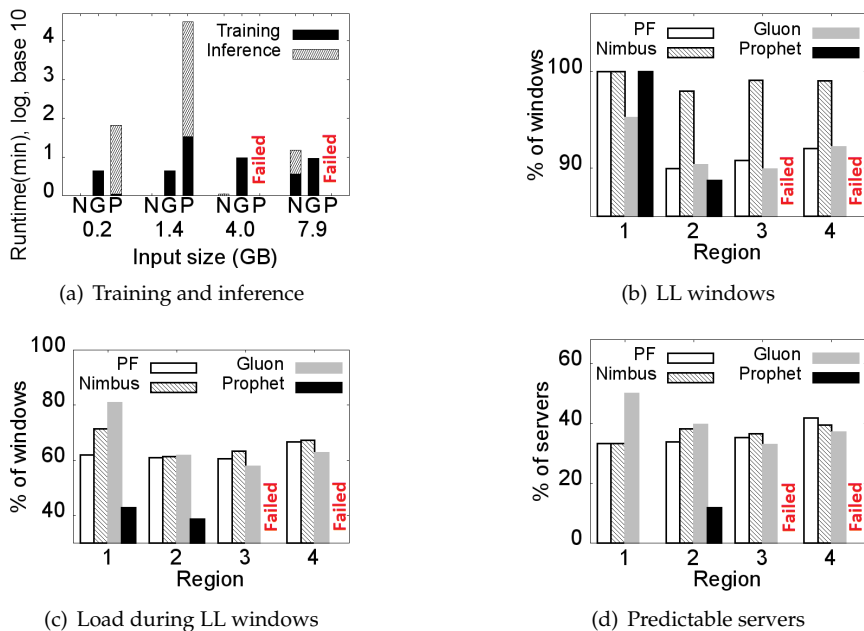 Runtime(min), log, base 10
4
3
2
1
0
Training
Inference
Failed
Failed
N G P N G P N G P N G P
0.2 1.4 4.0 7.9
Input size (GB)
(a) Training and inference
% of windows
100
90
PF Gluon
Nimbus Prophet
Failed
Failed
1 2 3 4
Region
(b) LL windows
% of windows
100
80
60
40
PF Gluon
Nimbus Prophet
Failed
Failed
1 2 3 4
Region
(c) Load during LL windows
% of servers
60
40
20
0
PF Gluon
Nimbus Prophet
Failed
Failed
1 2 3 4
Region
(d) Predictable servers